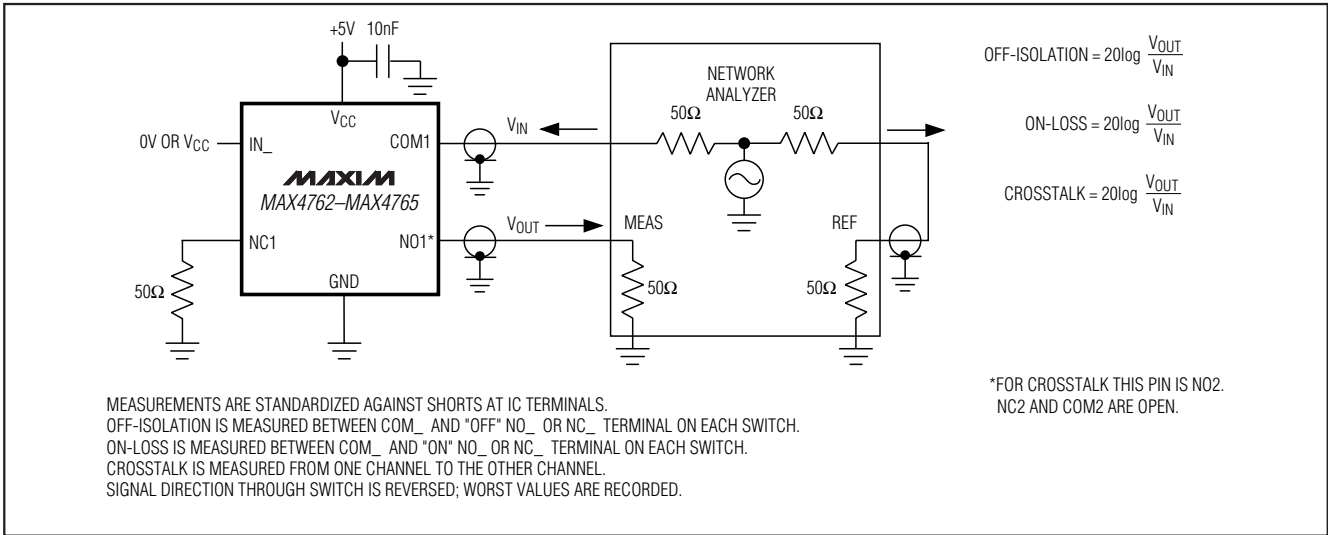 +5V 10nF
OFF-ISOLATION = 20log VOUT
VIN
NETWORK
ANALYZER
50Ω 50Ω
VCC
VIN
0V OR VCC IN_ COM1
ON-LOSS = 20log VOUT
VIN
MAXIM
MAX4762–MAX4765
CROSSTALK = 20log VOUT
VIN
VOUT MEAS REF
NC1 NO1*
GND
50Ω 50Ω 50Ω
*FOR CROSSTALK THIS PIN IS NO2.
NC2 AND COM2 ARE OPEN.
MEASUREMENTS ARE STANDARDIZED AGAINST SHORTS AT IC TERMINALS.
OFF-ISOLATION IS MEASURED BETWEEN COM_ AND "OFF" NO_ OR NC_ TERMINAL ON EACH SWITCH.
ON-LOSS IS MEASURED BETWEEN COM_ AND "ON" NO_ OR NC_ TERMINAL ON EACH SWITCH.
CROSSTALK IS MEASURED FROM ONE CHANNEL TO THE OTHER CHANNEL.
SIGNAL DIRECTION THROUGH SWITCH IS REVERSED; WORST VALUES ARE RECORDED.